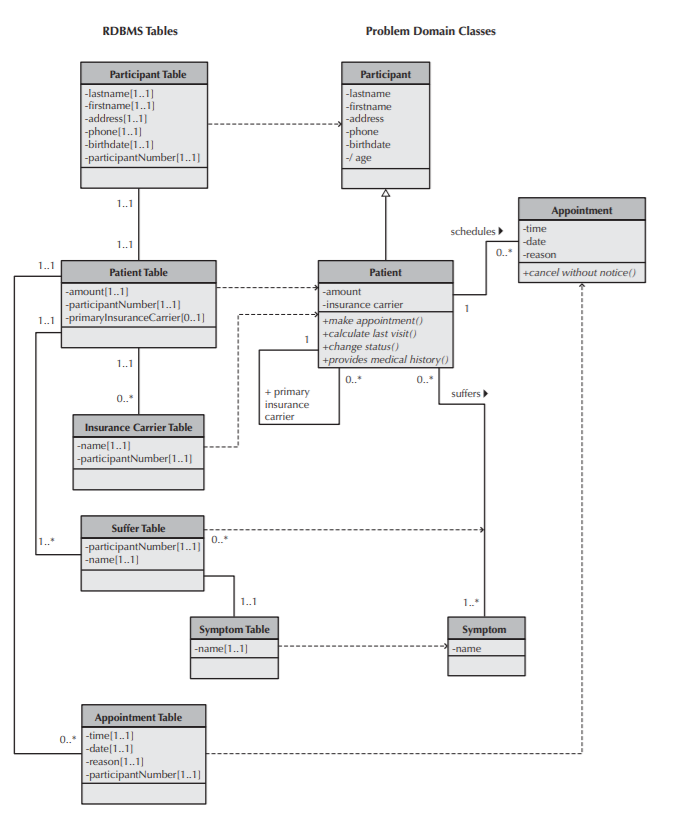 RDBMS Tables
Problem Domain Classes
Participant Table
-lastname[1..1]
-firstname[1..1]
-address[1..1]
-phone[1..1]
-birthdate[1..1]
-participantNumber[1..1]
Participant
-lastname
-firstname
-address
-phone
-birthdate
-/ age
1..1
1..1
schedules
0..*
Appointment
-time
-date
-reason
+cancel without notice()
1..1
1..1
Patient Table
-amount[1..1]
-participantNumber[1..1]
-primaryInsuranceCarrier[0..1]
Patient
-amount
-insurance carrier
+make appointment()
+calculate last visit()
+change status()
+provides medical history()
1
1
0..*
0..*
+ primary
insurance
carrier
suffers
1..1
0..*
Insurance Carrier Table
-name[1..1]
-participantNumber[1..1]
Suffer Table
-participantNumber[1..1]
-name[1..1]
1..*
0..*
1..1
1..*
Symptom Table
-name[1..1]
Symptom
-name
Appointment Table
-time[1..1]
-date[1..1]
-reason[1..1]
-participantNumber[1..1]
0..*